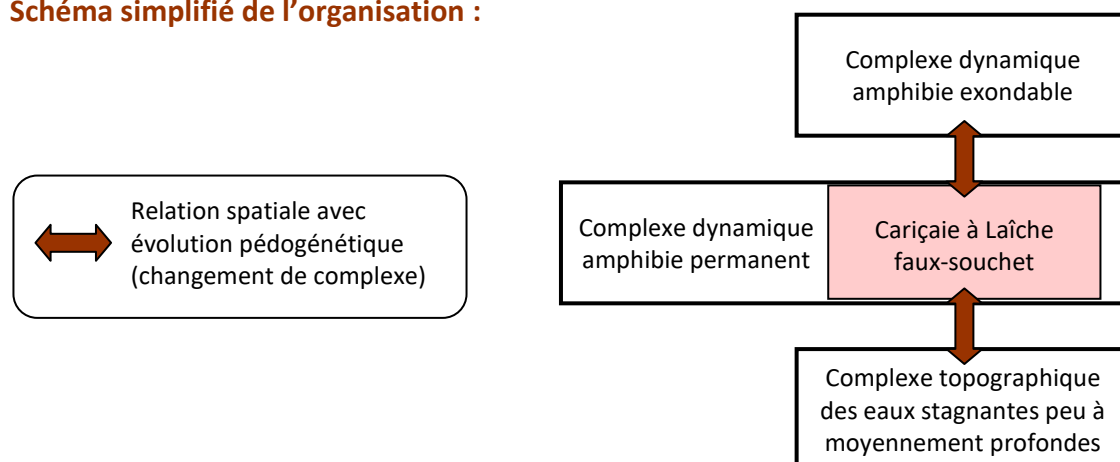 Schéma simplifié de l'organisation :
Complexe dynamique
amphibie exondable
Relation spatiale avec
évolution pédogénétique
(changement de complexe)
Complexe dynamique
amphibie permanent
Cariçaie à Laîche
faux-souchet
Complexe topographique
des eaux stagnantes peu à
moyennement profondes